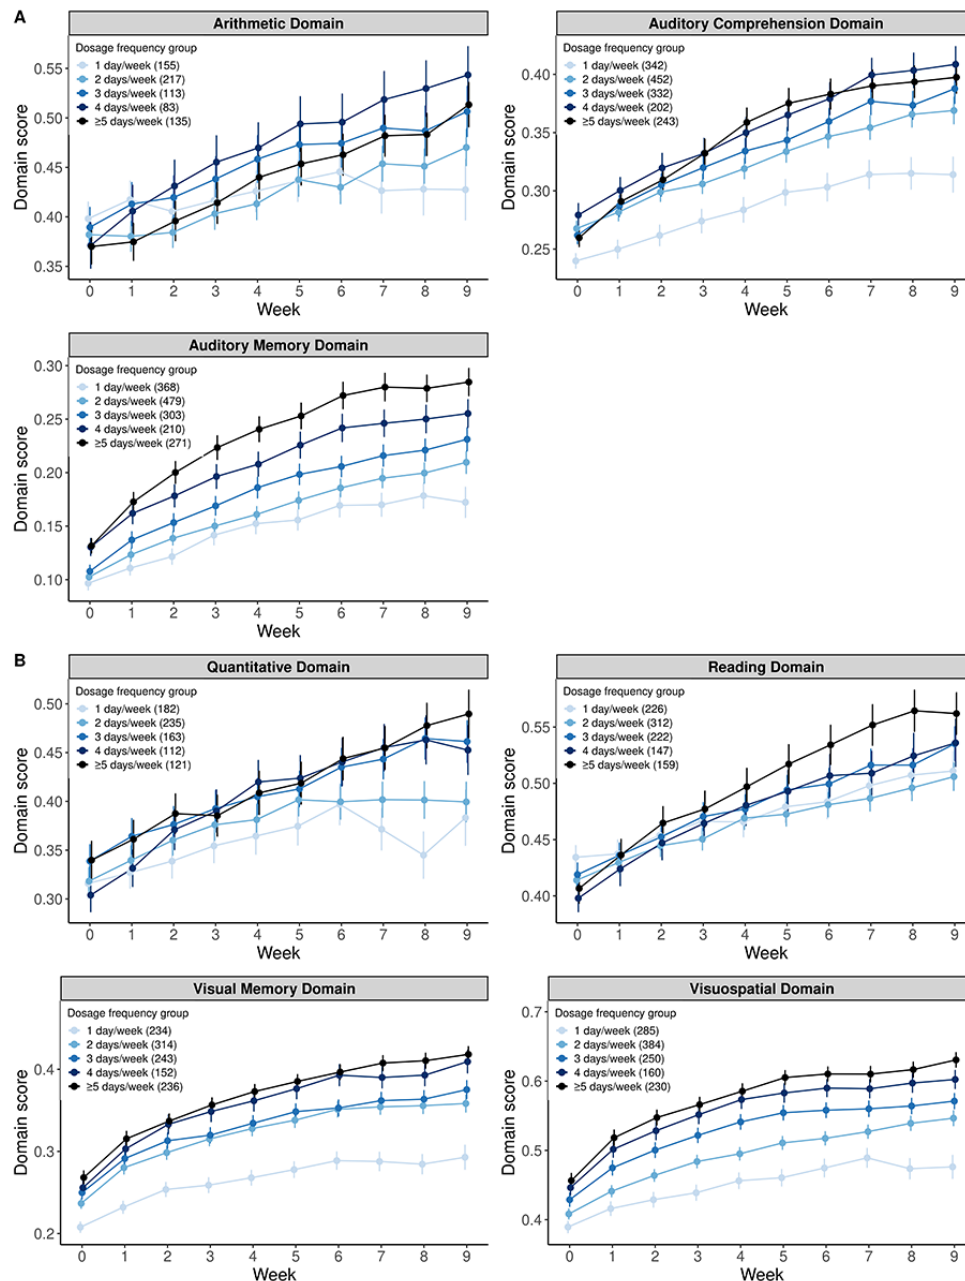 A
Arithmetic Domain
Dosage frequency group
1 day/week (155)
2 days/week (217)
3 days/week (113)
4 days/week (83)
≥5 days/week (135)
Domain score
0.55
0.50
0.45
0.40
0.35
0 1 2 3 4 5 6 7 8 9
Week
Auditory Comprehension Domain
Dosage frequency group
1 day/week (342)
2 days/week (452)
3 days/week (332)
4 days/week (202)
≥5 days/week (243)
Domain score
0.40
0.35
0.30
0.25
0 1 2 3 4 5 6 7 8 9
Week
Auditory Memory Domain
Dosage frequency group
1 day/week (368)
2 days/week (479)
3 days/week (303)
4 days/week (210)
≥5 days/week (271)
Domain score
0.30
0.25
0.20
0.15
0.10
0 1 2 3 4 5 6 7 8 9
Week
B
Quantitative Domain
Dosage frequency group
1 day/week (182)
2 days/week (235)
3 days/week (163)
4 days/week (112)
≥5 days/week (121)
Domain score
0.50
0.45
0.40
0.35
0.30
0 1 2 3 4 5 6 7 8 9
Week
Reading Domain
Dosage frequency group
1 day/week (226)
2 days/week (312)
3 days/week (222)
4 days/week (147)
≥5 days/week (159)
Domain score
0.55
0.50
0.45
0.40
0 1 2 3 4 5 6 7 8 9
Week
Visual Memory Domain
Dosage frequency group
1 day/week (234)
2 days/week (314)
3 days/week (243)
4 days/week (152)
≥5 days/week (236)
Domain score
0.4
0.3
0.2
0 1 2 3 4 5 6 7 8 9
Week
Visuospatial Domain
Dosage frequency group
1 day/week (285)
2 days/week (384)
3 days/week (250)
4 days/week (160)
≥5 days/week (230)
Domain score
0.7
0.6
0.5
0.4
0 1 2 3 4 5 6 7 8 9
Week